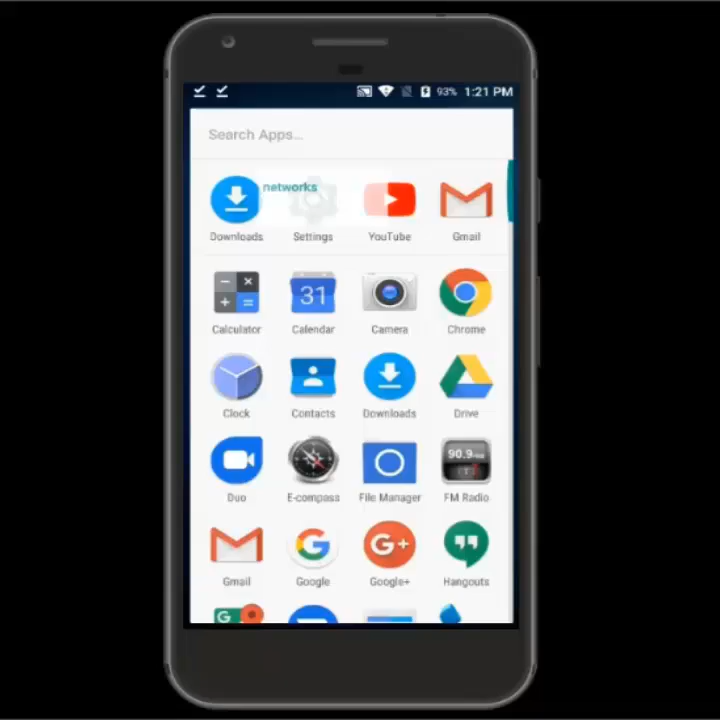 93% 1:21 PM
Search Apps...
networks
Downloads Settings YouTube Gmail
31
Calculator Calendar Camera Chrome
Clock Contacts Downloads Drive
90.9
Duo E-compass File Manager FM Radio
G G+
Gmail Google Google+ Hangouts
G